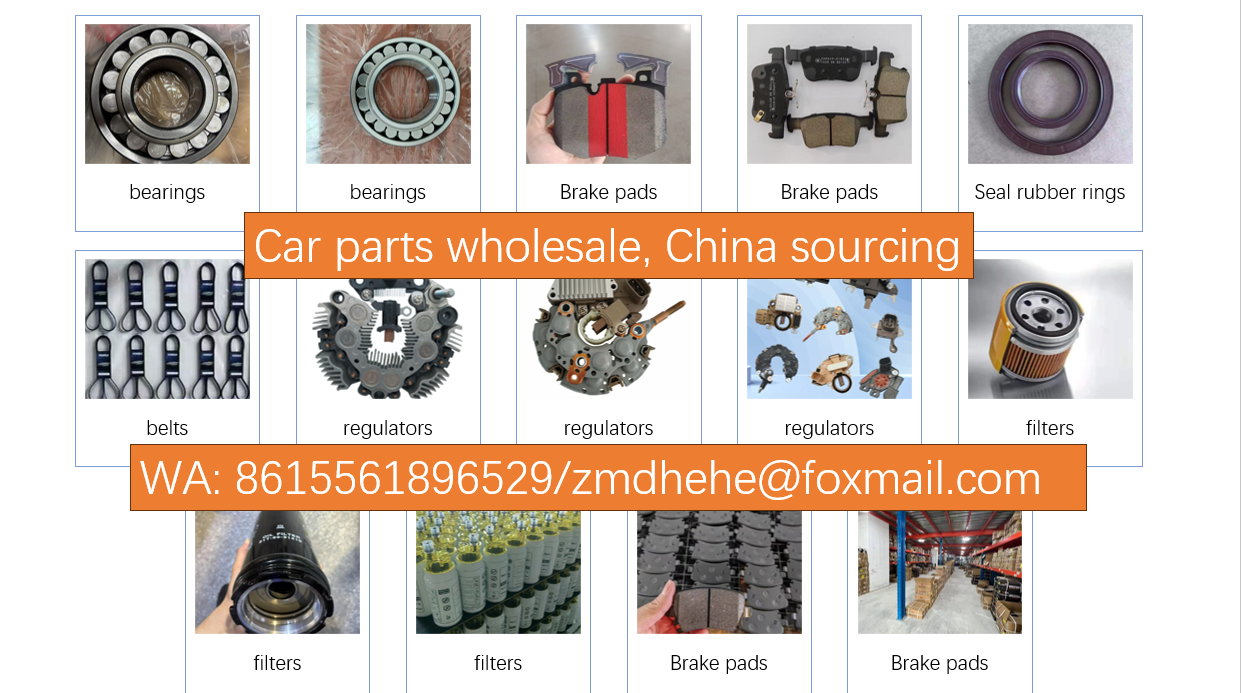 bearings
bearings
Brake pads
Brake pads
Seal rubber rings
Car parts wholesale, China sourcing
belts
regulators
regulators
regulators
filters
WA: 8615561896529/zmdhehe@foxmail.com
filters
filters
Brake pads
Brake pads